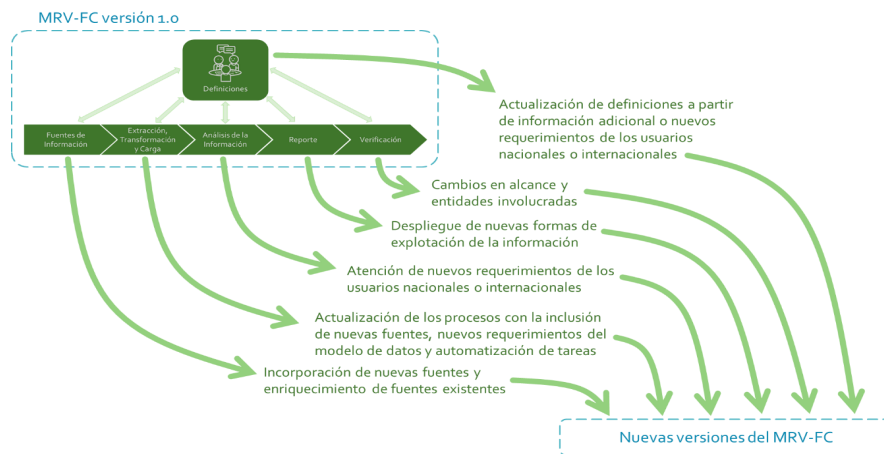 MRV-FC versión 1.0
Definiciones
Fuentes de
Información
Extracción,
Transformación
y Carga
Análisis de la
Información
Reporte
Verificación
Actualización de definiciones a partir
de información adicional o nuevos
requerimientos de los usuarios
nacionales o internacionales
Cambios en alcance y
entidades involucradas
Despliegue de nuevas formas de
explotación de la información
Atención de nuevos requerimientos de los
usuarios nacionales o internacionales
Actualización de los procesos con la inclusión
de nuevas fuentes, nuevos requerimientos del
modelo de datos y automatización de tareas
Incorporación de nuevas fuentes y
enriquecimiento de fuentes existentes
Nuevas versiones del MRV-FC